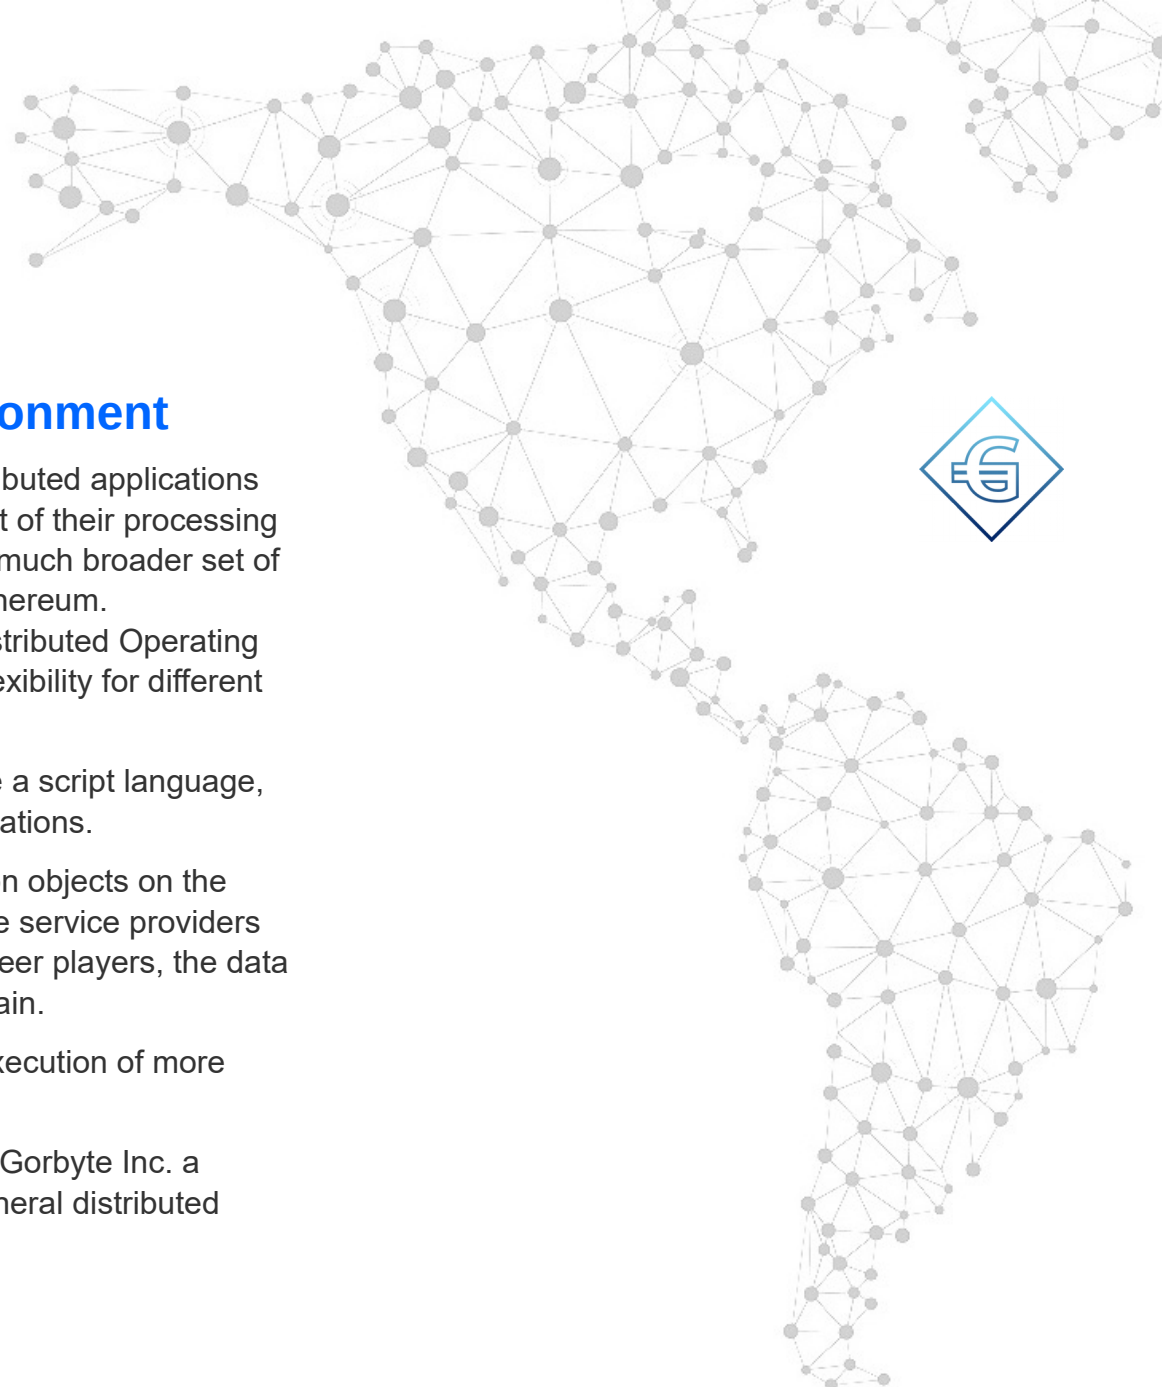 onment
buted applications
t of their processing
much broader set of
hereum.
stributed Operating
exibility for different
e a script language,
ations.
on objects on the
e service providers
eer players, the data
ain.
xecution of more
Gorbyte Inc. a
neral distributed